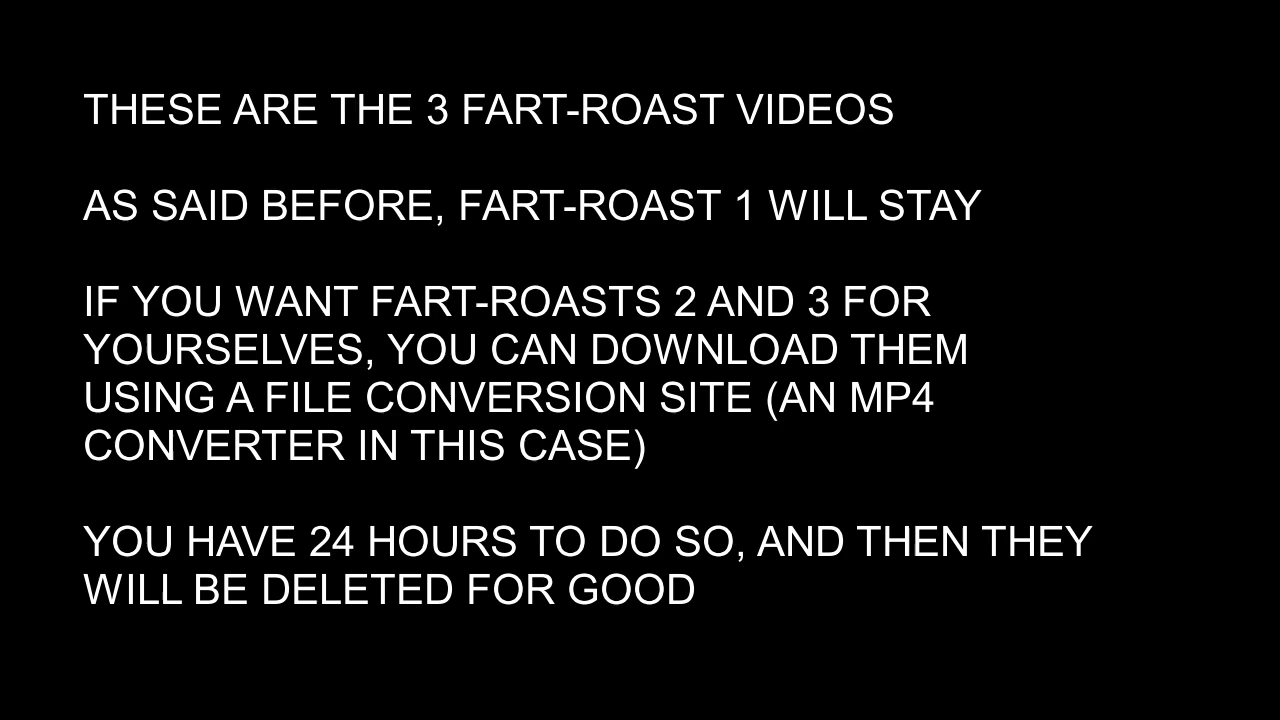 THESE ARE THE 3 FART-ROAST VIDEOS
AS SAID BEFORE, FART-ROAST 1 WILL STAY
IF YOU WANT FART-ROASTS 2 AND 3 FOR
YOURSELVES, YOU CAN DOWNLOAD THEM
USING A FILE CONVERSION SITE (AN MP4
CONVERTER IN THIS CASE)
YOU HAVE 24 HOURS TO DO SO, AND THEN THEY
WILL BE DELETED FOR GOOD